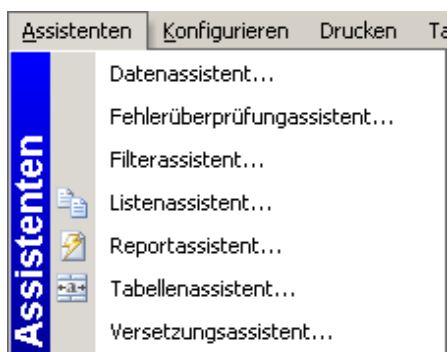 Assistenten Konfigurieren Drucken Ta
Datenassistent...
Fehlerüberprüfungassistent...
Filterassistent...
Listenassistent...
Reportassistent...
Tabellenassistent...
Versetzungsassistent...
Assistenten